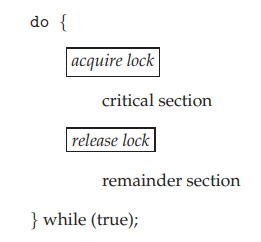 do {
acquire lock
critical section
release lock
remainder section
} while (true);